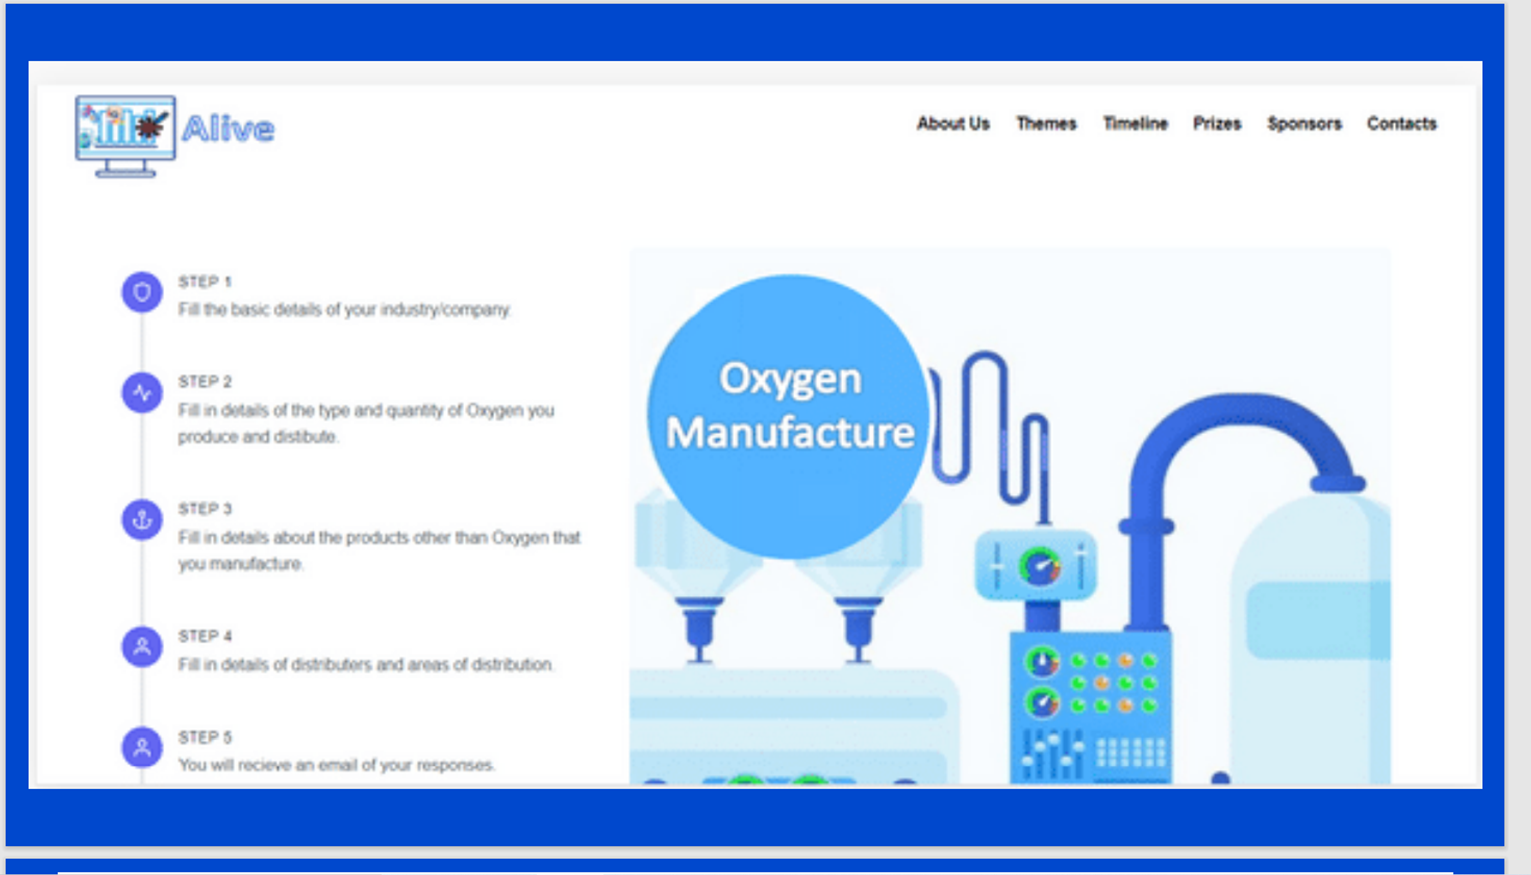 Alive
About Us Themes Timeline Prizes Sponsors Contacts
STEP 1
Fill the basic details of your industry/company.
STEP 2
Fill in details of the type and quantity of Oxygen you
produce and distibute.
STEP 3
Fill in details about the products other than Oxygen that
you manufacture.
STEP 4
Fill in details of distributers and areas of distribution.
STEP 5
You will recieve an email of your responses.
Oxygen
Manufacture